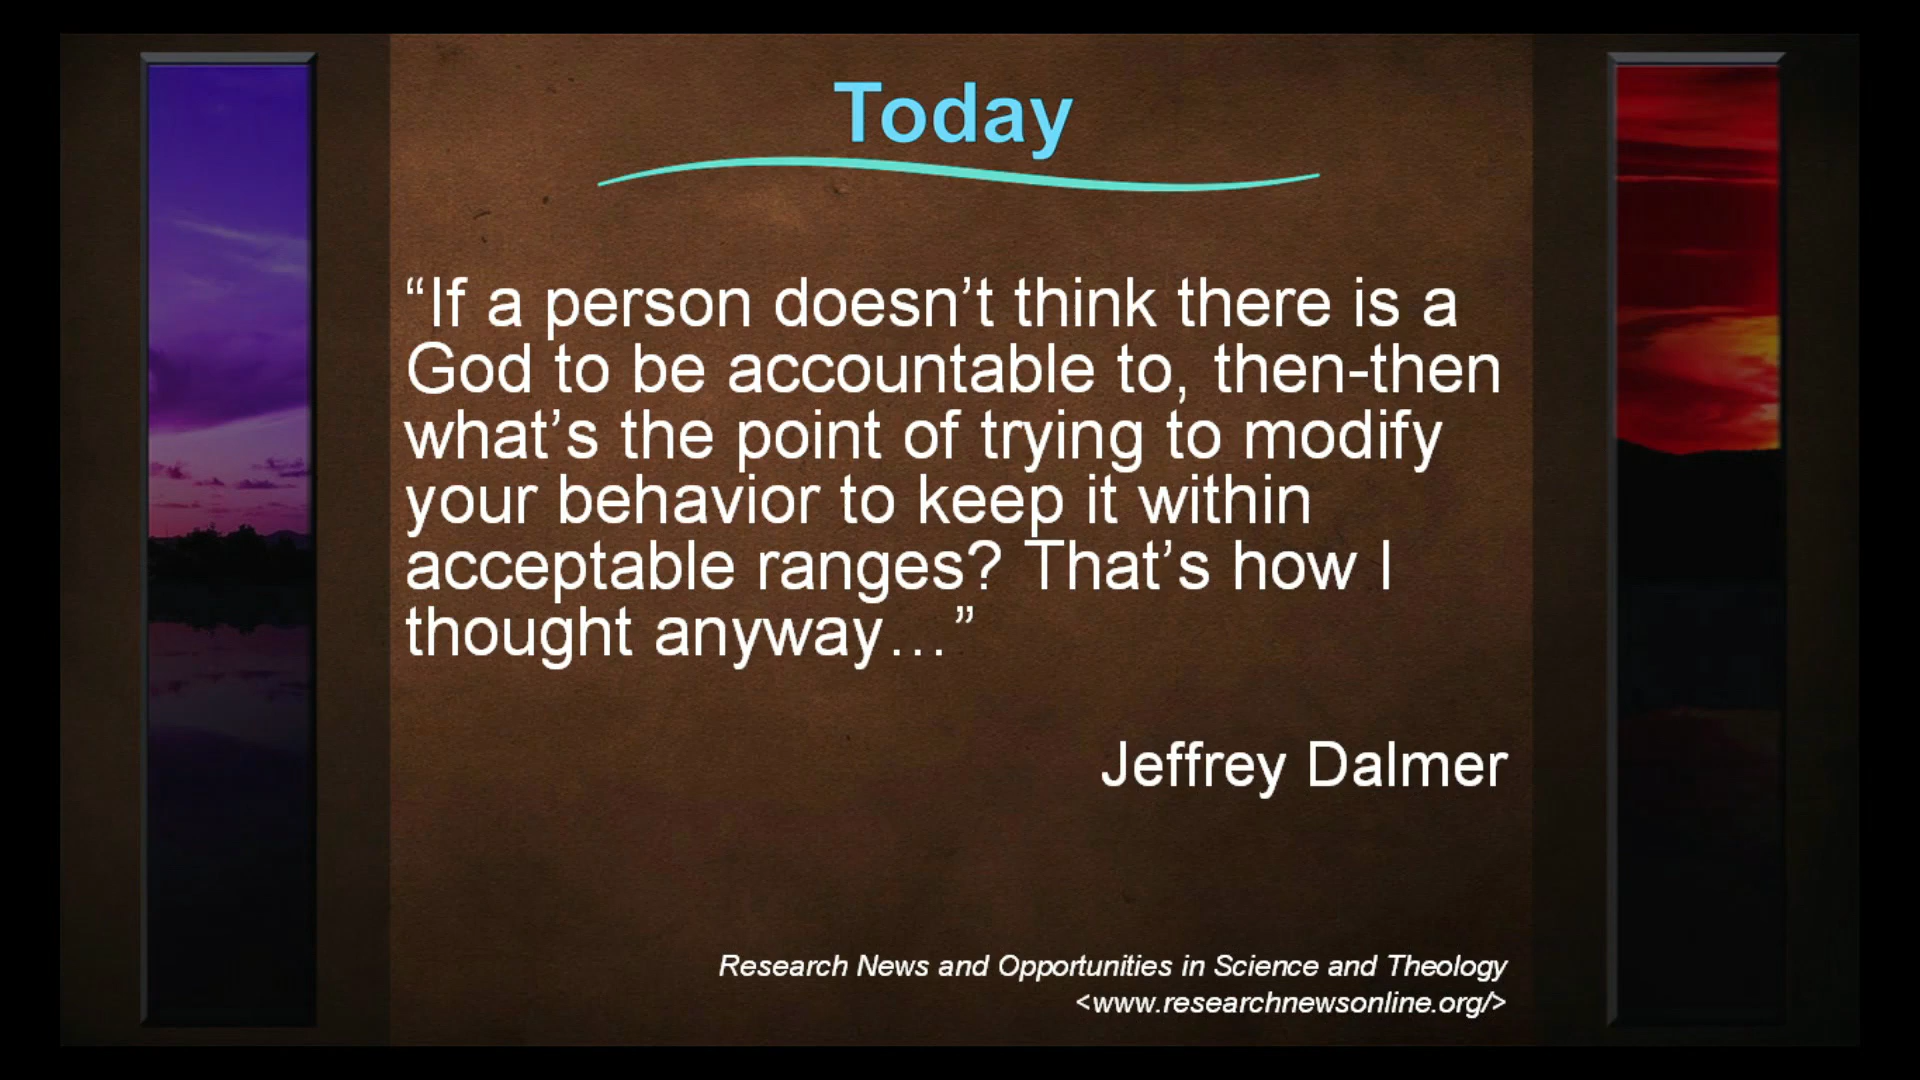 Today
“If a person doesn’t think there is a
God to be accountable to, then-then
what’s the point of trying to modify
your behavior to keep it within
acceptable ranges? That’s how I
thought anyway…”
Jeffrey Dalmer
Research News and Opportunities in Science and Theology
<www.researchnewsonline.org/>